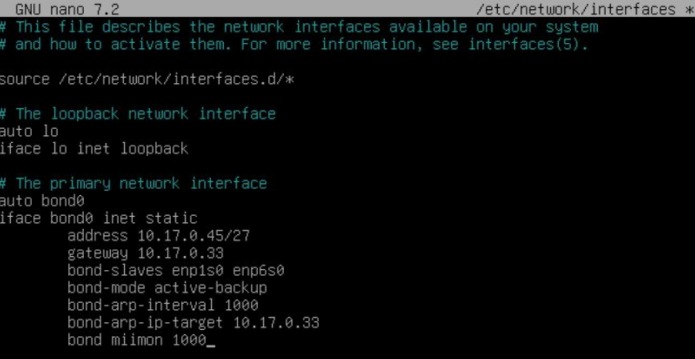 GNU nano 7.2 /etc/network/interfaces *
# This file describes the network interfaces available on your system
# and how to activate them. For more information, see interfaces(5).
source /etc/network/interfaces.d/*
# The loopback network interface
auto lo
iface lo inet loopback
# The primary network interface
auto bond0
iface bond0 inet static
address 10.17.0.45/27
gateway 10.17.0.33
bond-slaves enp1s0 enp6s0
bond-mode active-backup
bond-arp-interval 1000
bond-arp-ip-target 10.17.0.33
bond miimon 1000_